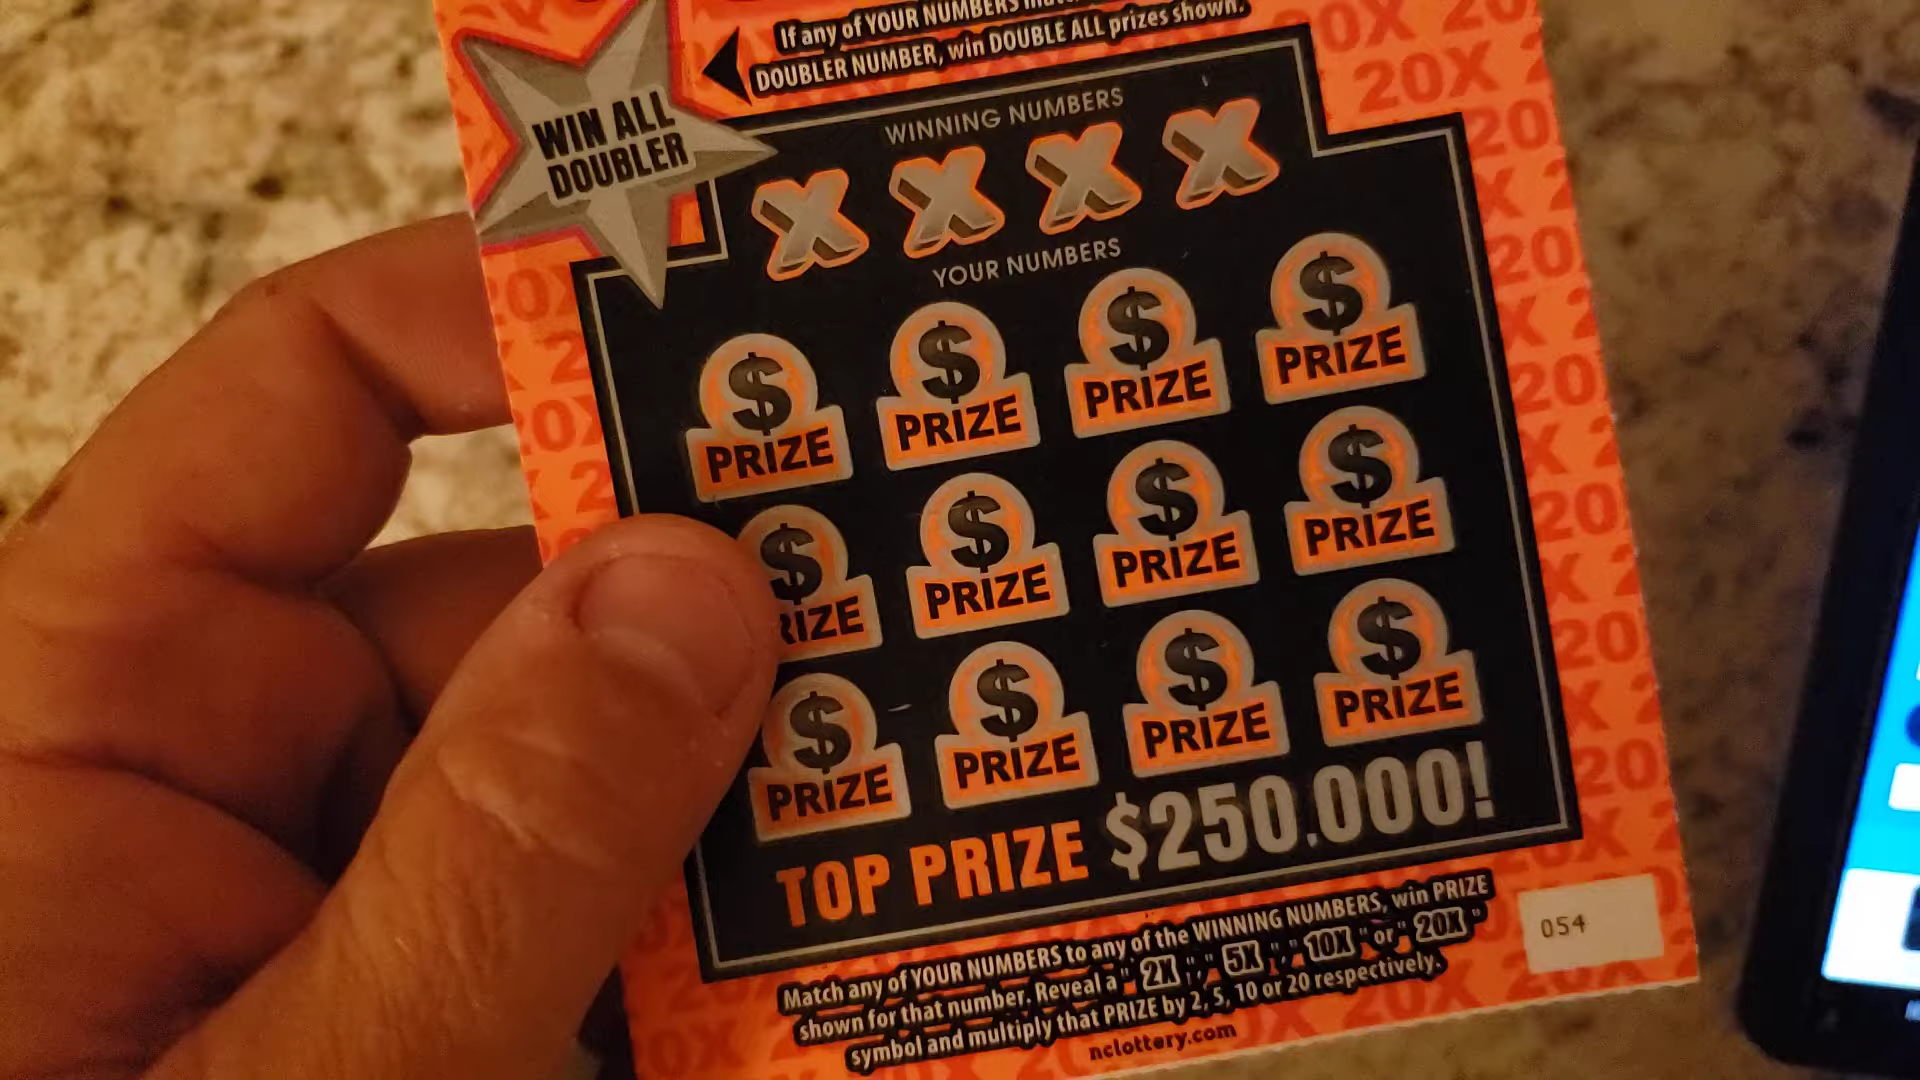 If any of YOUR NUMBERS
DOUBLER NUMBER, win DOUBLE ALL prizes shown.
WIN ALL
DOUBLER
WINNING NUMBERS
X X X X
YOUR NUMBERS
$ $ $ $
PRIZE PRIZE PRIZE PRIZE
$ $ $ $
RIZE PRIZE PRIZE PRIZE
$ $ $ $
PRIZE PRIZE PRIZE PRIZE
TOP PRIZE $250,000!
Match any of YOUR NUMBERS to any of the WINNING NUMBERS, win PRIZE
shown for that number. Reveal a "2X", "5X", "10X" or "20X"
symbol and multiply that PRIZE by 2, 5, 10 or 20 respectively.
nclottery.com
054
20X
20X